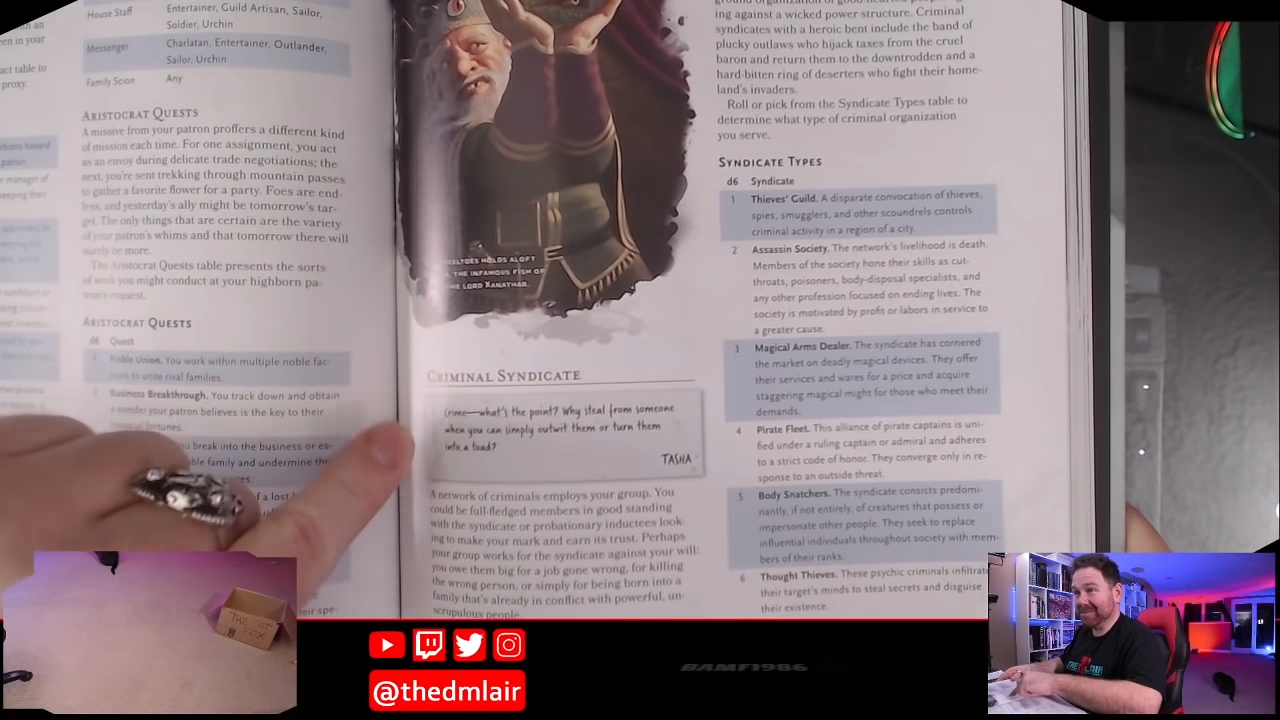 House Staff
Entertainer, Guild Artisan, Sailor,
Soldier, Urchin
Messenger
Charlatan, Entertainer, Outlander,
Sailor, Urchin
Family Scion
Any
ARISTOCRAT QUESTS
A missive from your patron proffers a different kind
of mission each time. For one assignment, you act
as an envoy during delicate trade negotiations; the
next, you're sent trekking through mountain passes
to gather a favorite flower for a party. Foes are end-
less, and yesterday's ally might be tomorrow's tar-
get. The only things that are certain are the variety
of your patron's whims and that tomorrow there will
surely be more.
The Aristocrat Quests table presents the sorts
of work you might conduct at your highborn pa-
tron's request.
ARISTOCRAT QUESTS
d6 Quest
1 Noble Union. You work within multiple noble fac-
tions to unite rival families.
2 Business Breakthrough. You track down and obtain
a wonder your patron believes is the key to their
financial fortunes.
you break into the business or es-
noble family and undermine
of a lost
their spe-
HOLDS ALOFT
THE INFAMOUS FISH OF
LORD XANATHAR.
CRIMINAL SYNDICATE
Crime—what's the point? Why steal from someone
when you can simply outwit them or turn them
into a toad?
TASHA
A network of criminals employs your group. You
could be full-fledged members in good standing
with the syndicate or probationary inductees look-
ing to make your mark and earn its trust. Perhaps
your group works for the syndicate against your will:
you owe them big for a job gone wrong, for killing
the wrong person, or simply for being born into a
family that's already in conflict with powerful, un-
scrupulous people.
ing against a wicked power structure. Criminal
syndicates with a heroic bent include the band of
plucky outlaws who hijack taxes from the cruel
baron and return them to the downtrodden and a
hard-bitten ring of deserters who fight their home-
land's invaders.
Roll or pick from the Syndicate Types table to
determine what type of criminal organization
you serve.
SYNDICATE TYPES
d6 Syndicate
1 Thieves' Guild. A disparate convocation of thieves,
spies, smugglers, and other scoundrels controls
criminal activity in a region of a city.
2 Assassin Society. The network's livelihood is death.
Members of the society hone their skills as cut-
throats, poisoners, body-disposal specialists, and
any other profession focused on ending lives. The
society is motivated by profit or labors in service to
a greater cause.
3 Magical Arms Dealer. The syndicate has cornered
the market on deadly magical devices. They offer
their services and wares for a price and acquire
staggering magical might for those who meet their
demands.
4 Pirate Fleet. This alliance of pirate captains is uni-
fied under a ruling captain or admiral and adheres
to a strict code of honor. They converge only in re-
sponse to an outside threat.
5 Body Snatchers. The syndicate consists predomi-
nantly, if not entirely, of creatures that possess or
impersonate other people. They seek to replace
influential individuals throughout society with mem-
bers of their ranks.
6 Thought Thieves. These psychic criminals infiltrate
their target's minds to steal secrets and disguise
their existence.
THE CAT
BOX
@thedmlair
BAMF1986